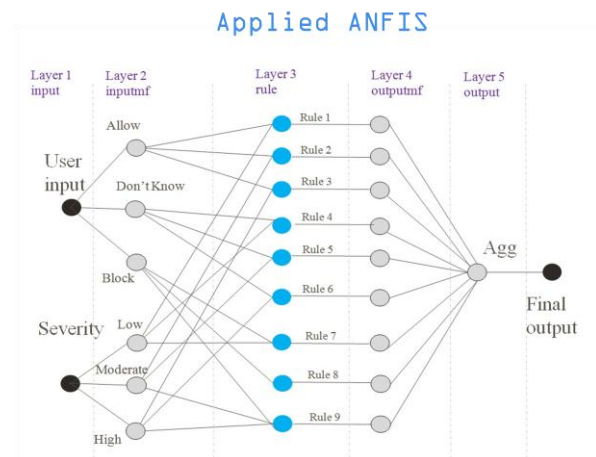 Applied ANFIS
Layer 1
input
Layer 2
inputmf
Layer 3
rule
Layer 4
outputmf
Layer 5
output
Allow
User
input
Don't Know
Block
Severity
Low
Moderate
High
Rule 1
Rule 2
Rule 3
Rule 4
Rule 5
Rule 6
Rule 7
Rule 8
Rule 9
Agg
Final
output